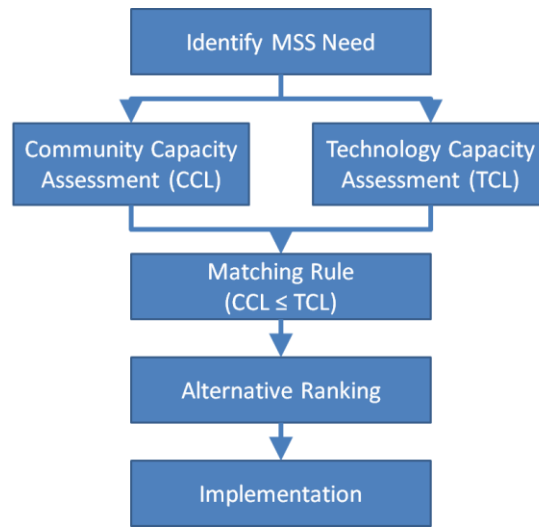 Identify MSS Need
Community Capacity
Assessment (CCL)
Technology Capacity
Assessment (TCL)
Matching Rule
(CCL ≤ TCL)
Alternative Ranking
Implementation